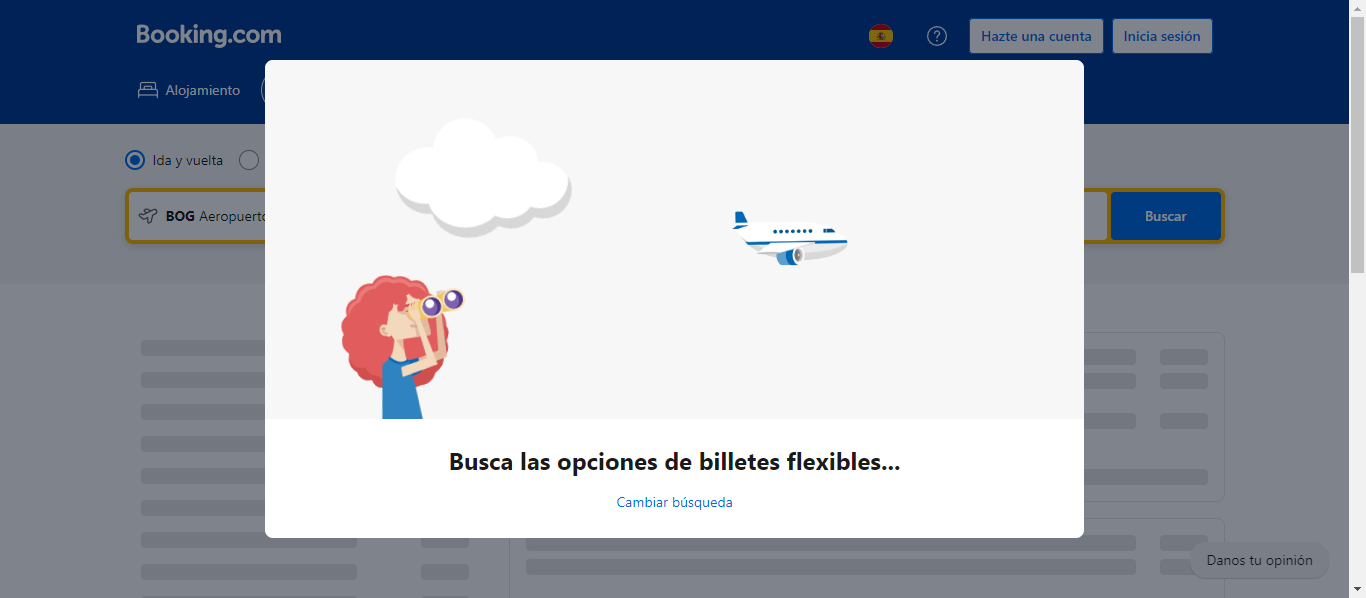 Booking.com
Hazte una cuenta
Inicia sesión
Alojamiento
Ida y vuelta
BOG Aeropuerto
Buscar
Busca las opciones de billetes flexibles...
Cambiar búsqueda
Danos tu opinión